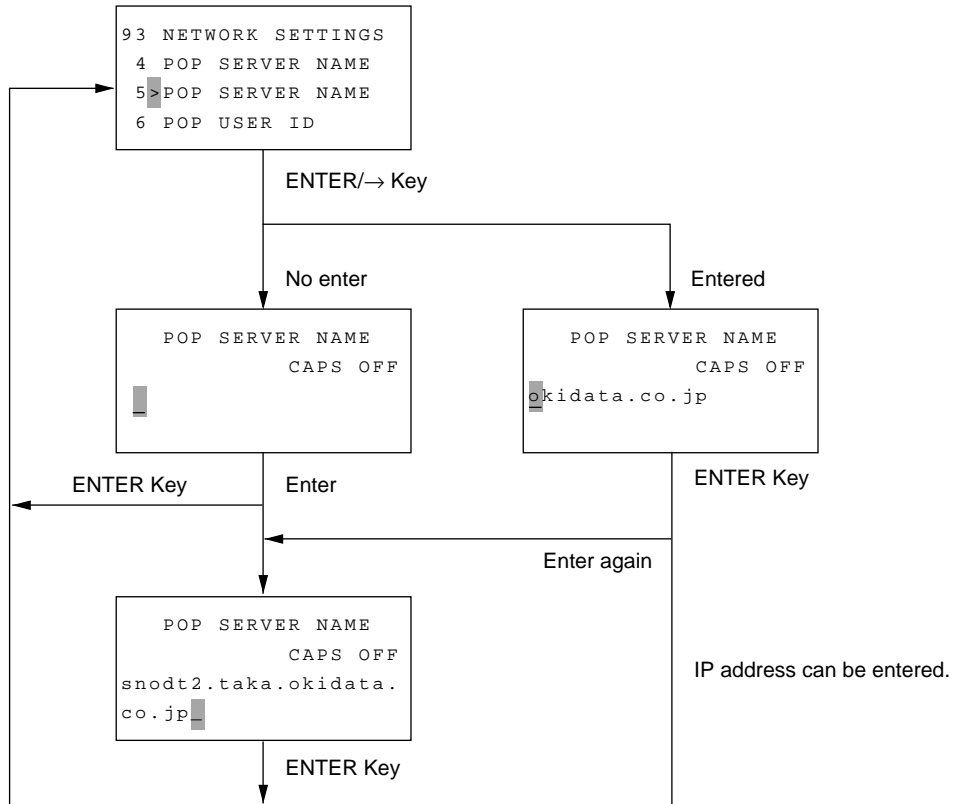 93 NETWORK SETTINGS
4 POP SERVER NAME
5>POP SERVER NAME
6 POP USER ID
ENTER/→ Key
No enter
Entered
POP SERVER NAME
CAPS OFF
_
POP SERVER NAME
CAPS OFF
okidata.co.jp
ENTER Key
Enter
ENTER Key
Enter again
POP SERVER NAME
CAPS OFF
snodt2.taka.okidata.
co.jp_
IP address can be entered.
ENTER Key